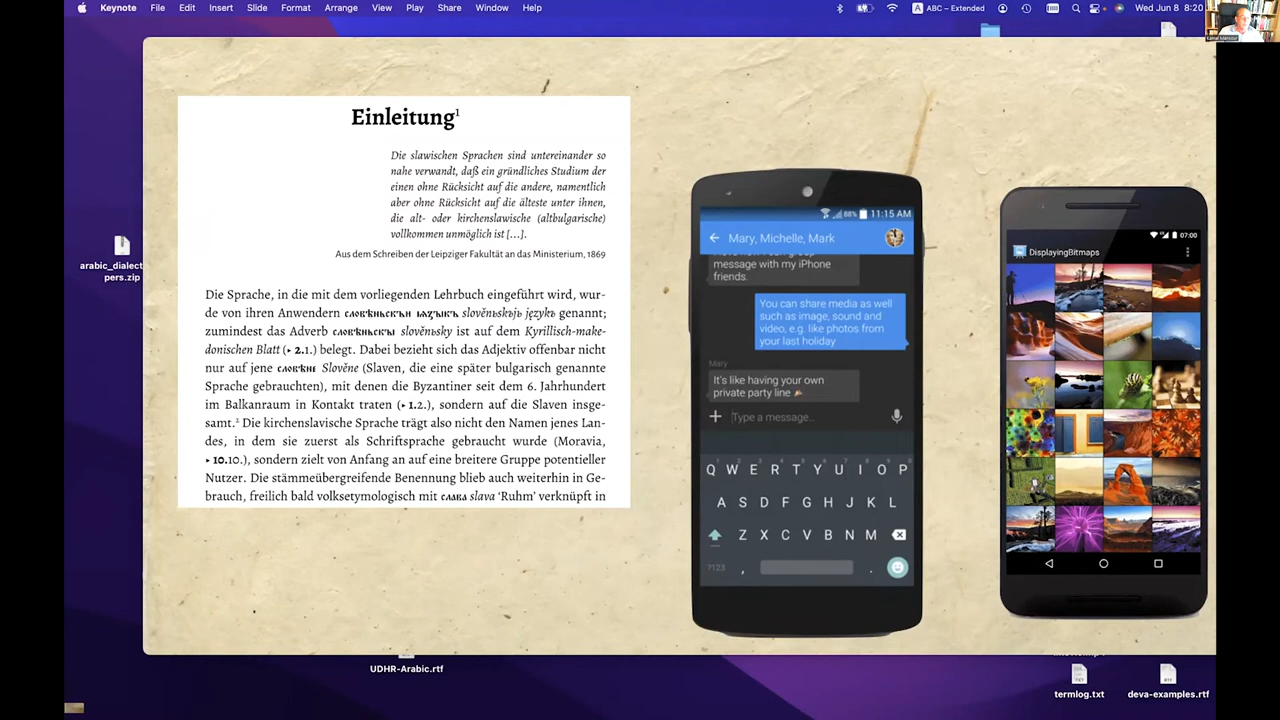 Keynote File Edit Insert Slide Format Arrange View Play Share Window Help
ABC – Extended
Wed Jun 8 8:20
arabic_dialect
pers.zip
Einleitung¹
Die slawischen Sprachen sind untereinander so
nahe verwandt, daß ein gründliches Studium der
einen ohne Rücksicht auf die andere, namentlich
aber ohne Rücksicht auf die älteste unter ihnen,
die alt- oder kirchenslawische (altbulgarische)
vollkommen unmöglich ist [...].
Aus dem Schreiben der Leipziger Fakultät an das Ministerium, 1869
Die Sprache, in die mit dem vorliegenden Lehrbuch eingeführt wird, wur-
de von ihren Anwendern словѣньскъи ѩзꙑкъ slověnьskъjь językъ genannt;
zumindest das Adverb словѣньскꙑ slověnьsky ist auf dem Kyrillisch-make-
donischen Blatt (▸ 2.1.) belegt. Dabei bezieht sich das Adjektiv offenbar nicht
nur auf jene словѣне Slověne (Slaven, die eine später bulgarisch genannte
Sprache gebrauchten), mit denen die Byzantiner seit dem 6. Jahrhundert
im Balkanraum in Kontakt traten (▸ 1.2.), sondern auf die Slaven insge-
samt.² Die kirchenslavische Sprache trägt also nicht den Namen jenes Lan-
des, in dem sie zuerst als Schriftsprache gebraucht wurde (Moravia,
▸ 10.10.), sondern zielt von Anfang an auf eine breitere Gruppe potentieller
Nutzer. Die stämmeübergreifende Benennung blieb auch weiterhin in Ge-
brauch, freilich bald volksetymologisch mit слава slava ‘Ruhm’ verknüpft in
88% 11:15 AM
Mary, Michelle, Mark
message with my iPhone
friends.
You can share media as well
such as image, sound and
video, e.g. like photos from
your last holiday
Mary
It's like having your own
private party line
Type a message...
Q W E R T Y U I O P
A S D F G H J K L
Z X C V B N M
?123 , .
07:00
DisplayingBitmaps
UDHR-Arabic.rtf
termlog.txt
deva-examples.rtf